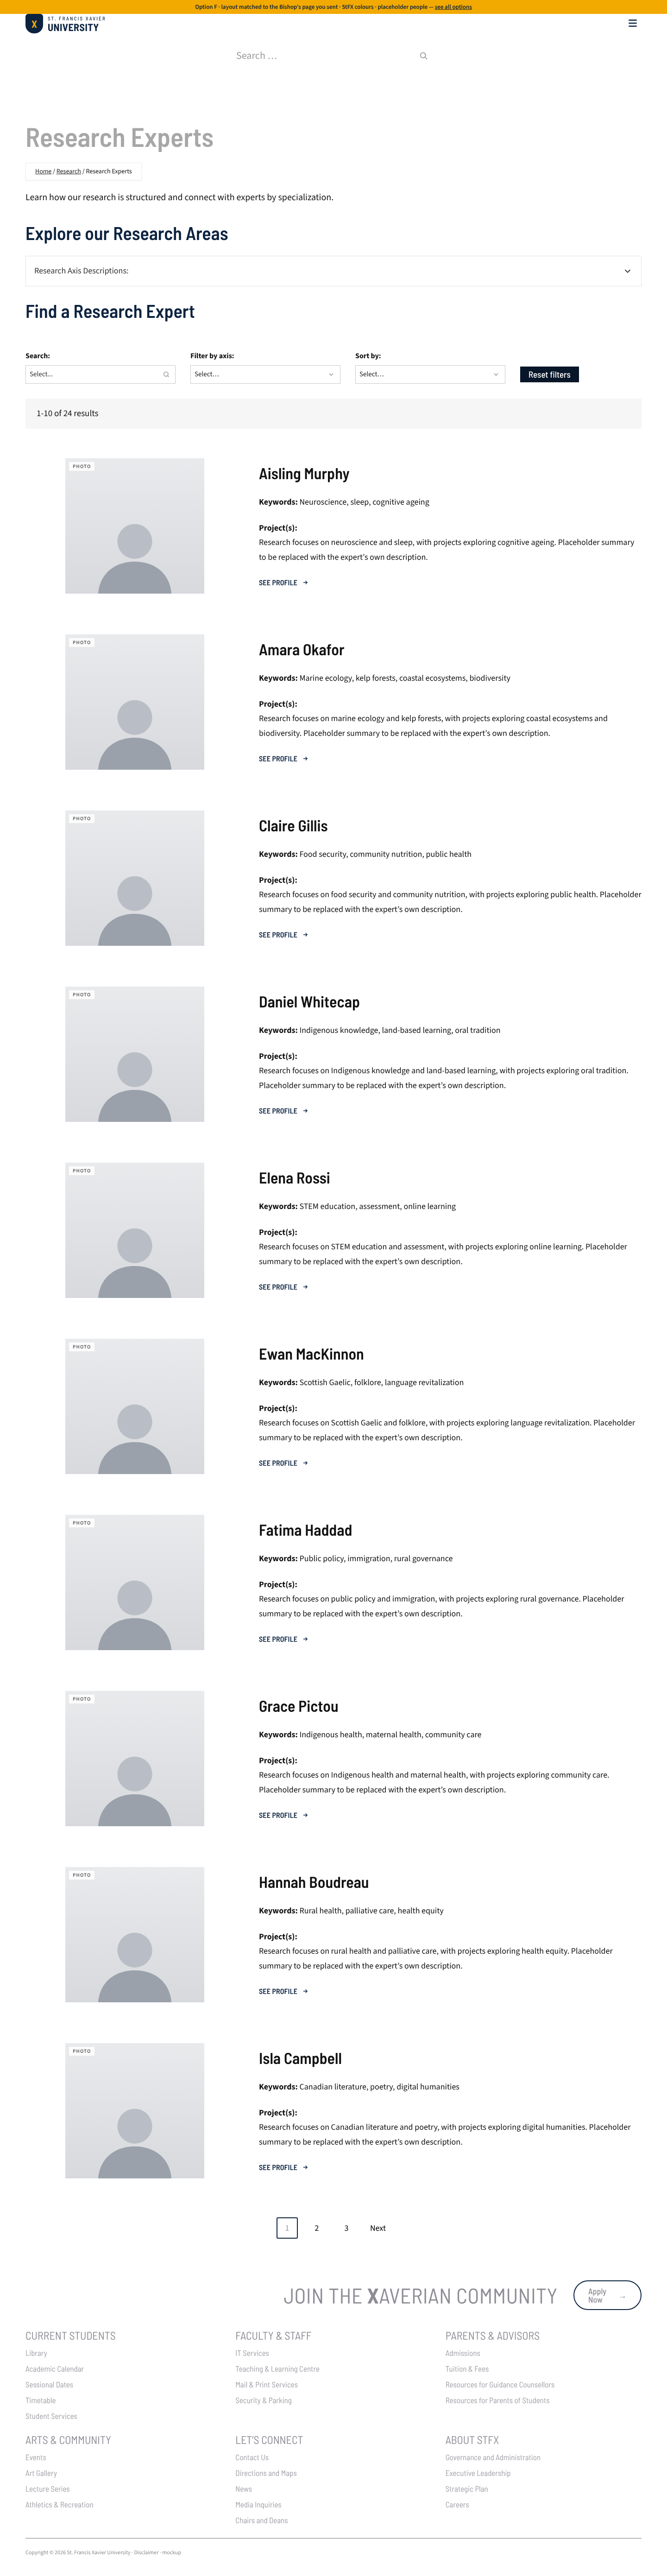 Option F - layout matched to the Bishop's page you sent · StFX colours · placeholder people — see all options
X
ST. FRANCIS XAVIER
UNIVERSITY
Search …
Research Experts
Home / Research / Research Experts
Learn how our research is structured and connect with experts by specialization.
Explore our Research Areas
Research Axis Descriptions:
Find a Research Expert
Search:
Filter by axis:
Sort by:
Select...
Select…
Select…
Reset filters
1-10 of 24 results
PHOTO
Aisling Murphy
Keywords: Neuroscience, sleep, cognitive ageing
Project(s):
Research focuses on neuroscience and sleep, with projects exploring cognitive ageing. Placeholder summary
to be replaced with the expert's own description.
SEE PROFILE →
PHOTO
Amara Okafor
Keywords: Marine ecology, kelp forests, coastal ecosystems, biodiversity
Project(s):
Research focuses on marine ecology and kelp forests, with projects exploring coastal ecosystems and
biodiversity. Placeholder summary to be replaced with the expert's own description.
SEE PROFILE →
PHOTO
Claire Gillis
Keywords: Food security, community nutrition, public health
Project(s):
Research focuses on food security and community nutrition, with projects exploring public health. Placeholder
summary to be replaced with the expert's own description.
SEE PROFILE →
PHOTO
Daniel Whitecap
Keywords: Indigenous knowledge, land-based learning, oral tradition
Project(s):
Research focuses on Indigenous knowledge and land-based learning, with projects exploring oral tradition.
Placeholder summary to be replaced with the expert's own description.
SEE PROFILE →
PHOTO
Elena Rossi
Keywords: STEM education, assessment, online learning
Project(s):
Research focuses on STEM education and assessment, with projects exploring online learning. Placeholder
summary to be replaced with the expert's own description.
SEE PROFILE →
PHOTO
Ewan MacKinnon
Keywords: Scottish Gaelic, folklore, language revitalization
Project(s):
Research focuses on Scottish Gaelic and folklore, with projects exploring language revitalization. Placeholder
summary to be replaced with the expert's own description.
SEE PROFILE →
PHOTO
Fatima Haddad
Keywords: Public policy, immigration, rural governance
Project(s):
Research focuses on public policy and immigration, with projects exploring rural governance. Placeholder
summary to be replaced with the expert's own description.
SEE PROFILE →
PHOTO
Grace Pictou
Keywords: Indigenous health, maternal health, community care
Project(s):
Research focuses on Indigenous health and maternal health, with projects exploring community care.
Placeholder summary to be replaced with the expert's own description.
SEE PROFILE →
PHOTO
Hannah Boudreau
Keywords: Rural health, palliative care, health equity
Project(s):
Research focuses on rural health and palliative care, with projects exploring health equity. Placeholder
summary to be replaced with the expert's own description.
SEE PROFILE →
PHOTO
Isla Campbell
Keywords: Canadian literature, poetry, digital humanities
Project(s):
Research focuses on Canadian literature and poetry, with projects exploring digital humanities. Placeholder
summary to be replaced with the expert's own description.
SEE PROFILE →
1 2 3 Next
JOIN THE XAVERIAN COMMUNITY
Apply
Now →
CURRENT STUDENTS
Library
Academic Calendar
Sessional Dates
Timetable
Student Services
FACULTY & STAFF
IT Services
Teaching & Learning Centre
Mail & Print Services
Security & Parking
PARENTS & ADVISORS
Admissions
Tuition & Fees
Resources for Guidance Counsellors
Resources for Parents of Students
ARTS & COMMUNITY
Events
Art Gallery
Lecture Series
Athletics & Recreation
LET'S CONNECT
Contact Us
Directions and Maps
News
Media Inquiries
Chairs and Deans
ABOUT STFX
Governance and Administration
Executive Leadership
Strategic Plan
Careers
Copyright © 2026 St. Francis Xavier University · Disclaimer · mockup